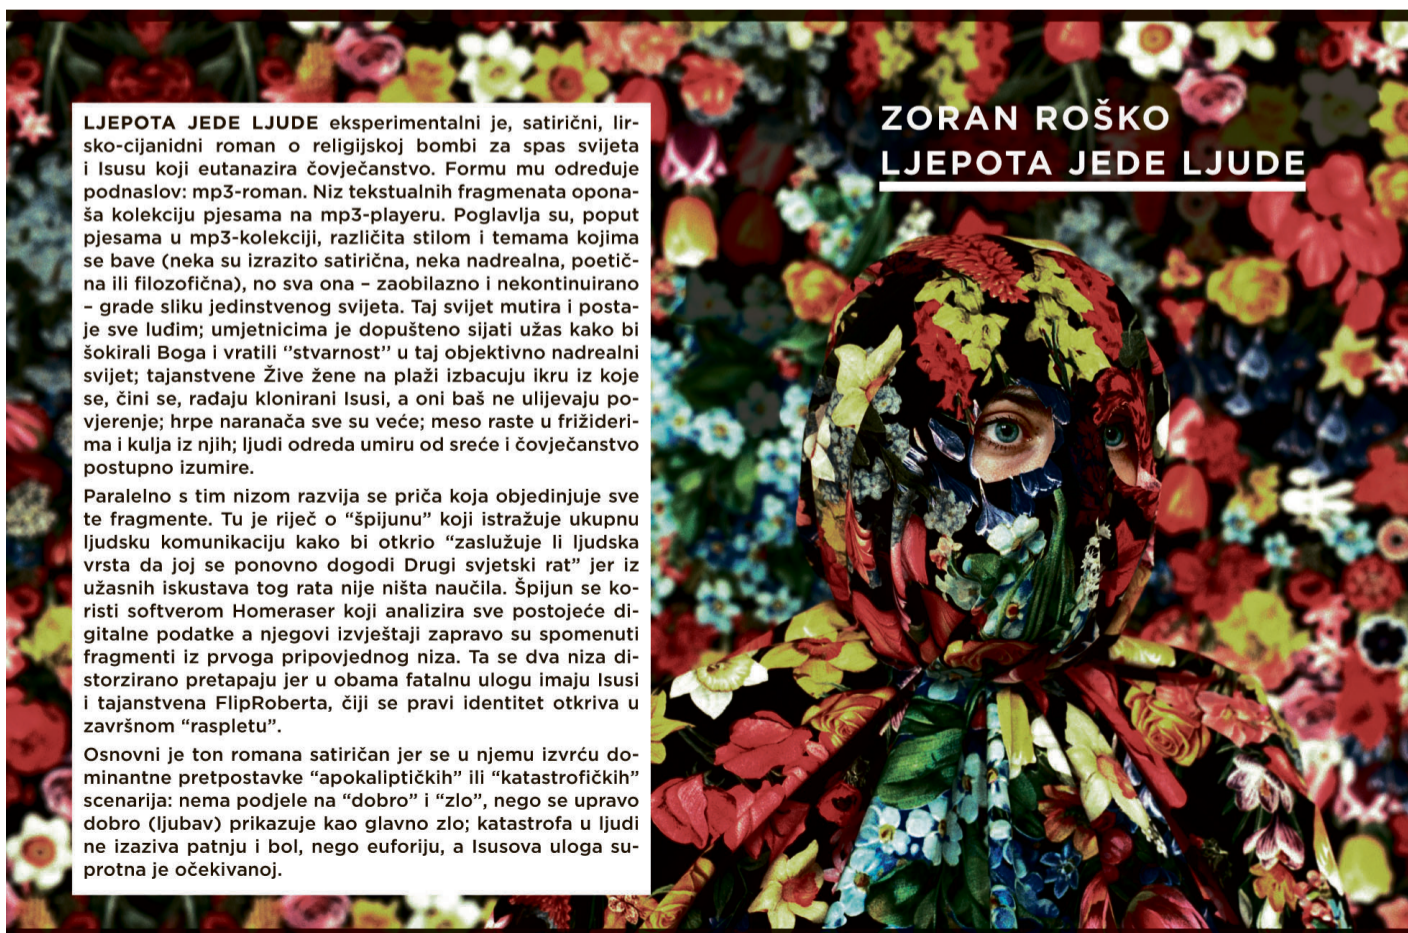 LJEPOTA JEDE LJUDE eksperimentalni je, satirični, lir-
sko-cijanidni roman o religijskoj bombi za spas svijeta
i Isusu koji eutanazira čovječanstvo. Formu mu određuje
podnaslov: mp3-roman. Niz tekstualnih fragmenata opona-
ša kolekciju pjesama na mp3-playeru. Poglavlja su, poput
pjesama u mp3-kolekciji, različita stilom i temama kojima
se bave (neka su izrazito satirična, neka nadrealna, poetič-
na ili filozofična), no sva ona – zaobilazno i nekontinuirano
– grade sliku jedinstvenog svijeta. Taj svijet mutira i posta-
je sve luđim; umjetnicima je dopušteno sijati užas kako bi
šokirali Boga i vratili ‘’stvarnost’’ u taj objektivno nadrealni
svijet; tajanstvene Žive žene na plaži izbacuju ikru iz koje
se, čini se, rađaju klonirani Isusi, a oni baš ne ulijevaju po-
vjerenje; hrpe naranača sve su veće; meso raste u frižideri-
ma i kulja iz njih; ljudi odreda umiru od sreće i čovječanstvo
postupno izumire.
Paralelno s tim nizom razvija se priča koja objedinjuje sve
te fragmente. Tu je riječ o “špijunu” koji istražuje ukupnu
ljudsku komunikaciju kako bi otkrio “zaslužuje li ljudska
vrsta da joj se ponovno dogodi Drugi svjetski rat” jer iz
užasnih iskustava tog rata nije ništa naučila. Špijun se ko-
risti softverom Homeraser koji analizira sve postojeće di-
gitalne podatke a njegovi izvještaji zapravo su spomenuti
fragmenti iz prvoga pripovjednog niza. Ta se dva niza di-
storzirano pretapaju jer u obama fatalnu ulogu imaju Isusi
i tajanstvena FlipRoberta, čiji se pravi identitet otkriva u
završnom “raspletu”.
Osnovni je ton romana satiričan jer se u njemu izvrću do-
minantne pretpostavke “apokaliptičkih” ili “katastrofičkih”
scenarija: nema podjele na “dobro” i “zlo”, nego se upravo
dobro (ljubav) prikazuje kao glavno zlo; katastrofa u ljudi
ne izaziva patnju i bol, nego euforiju, a Isusova uloga su-
protna je očekivanoj.
ZORAN ROŠKO
LJEPOTA JEDE LJUDE